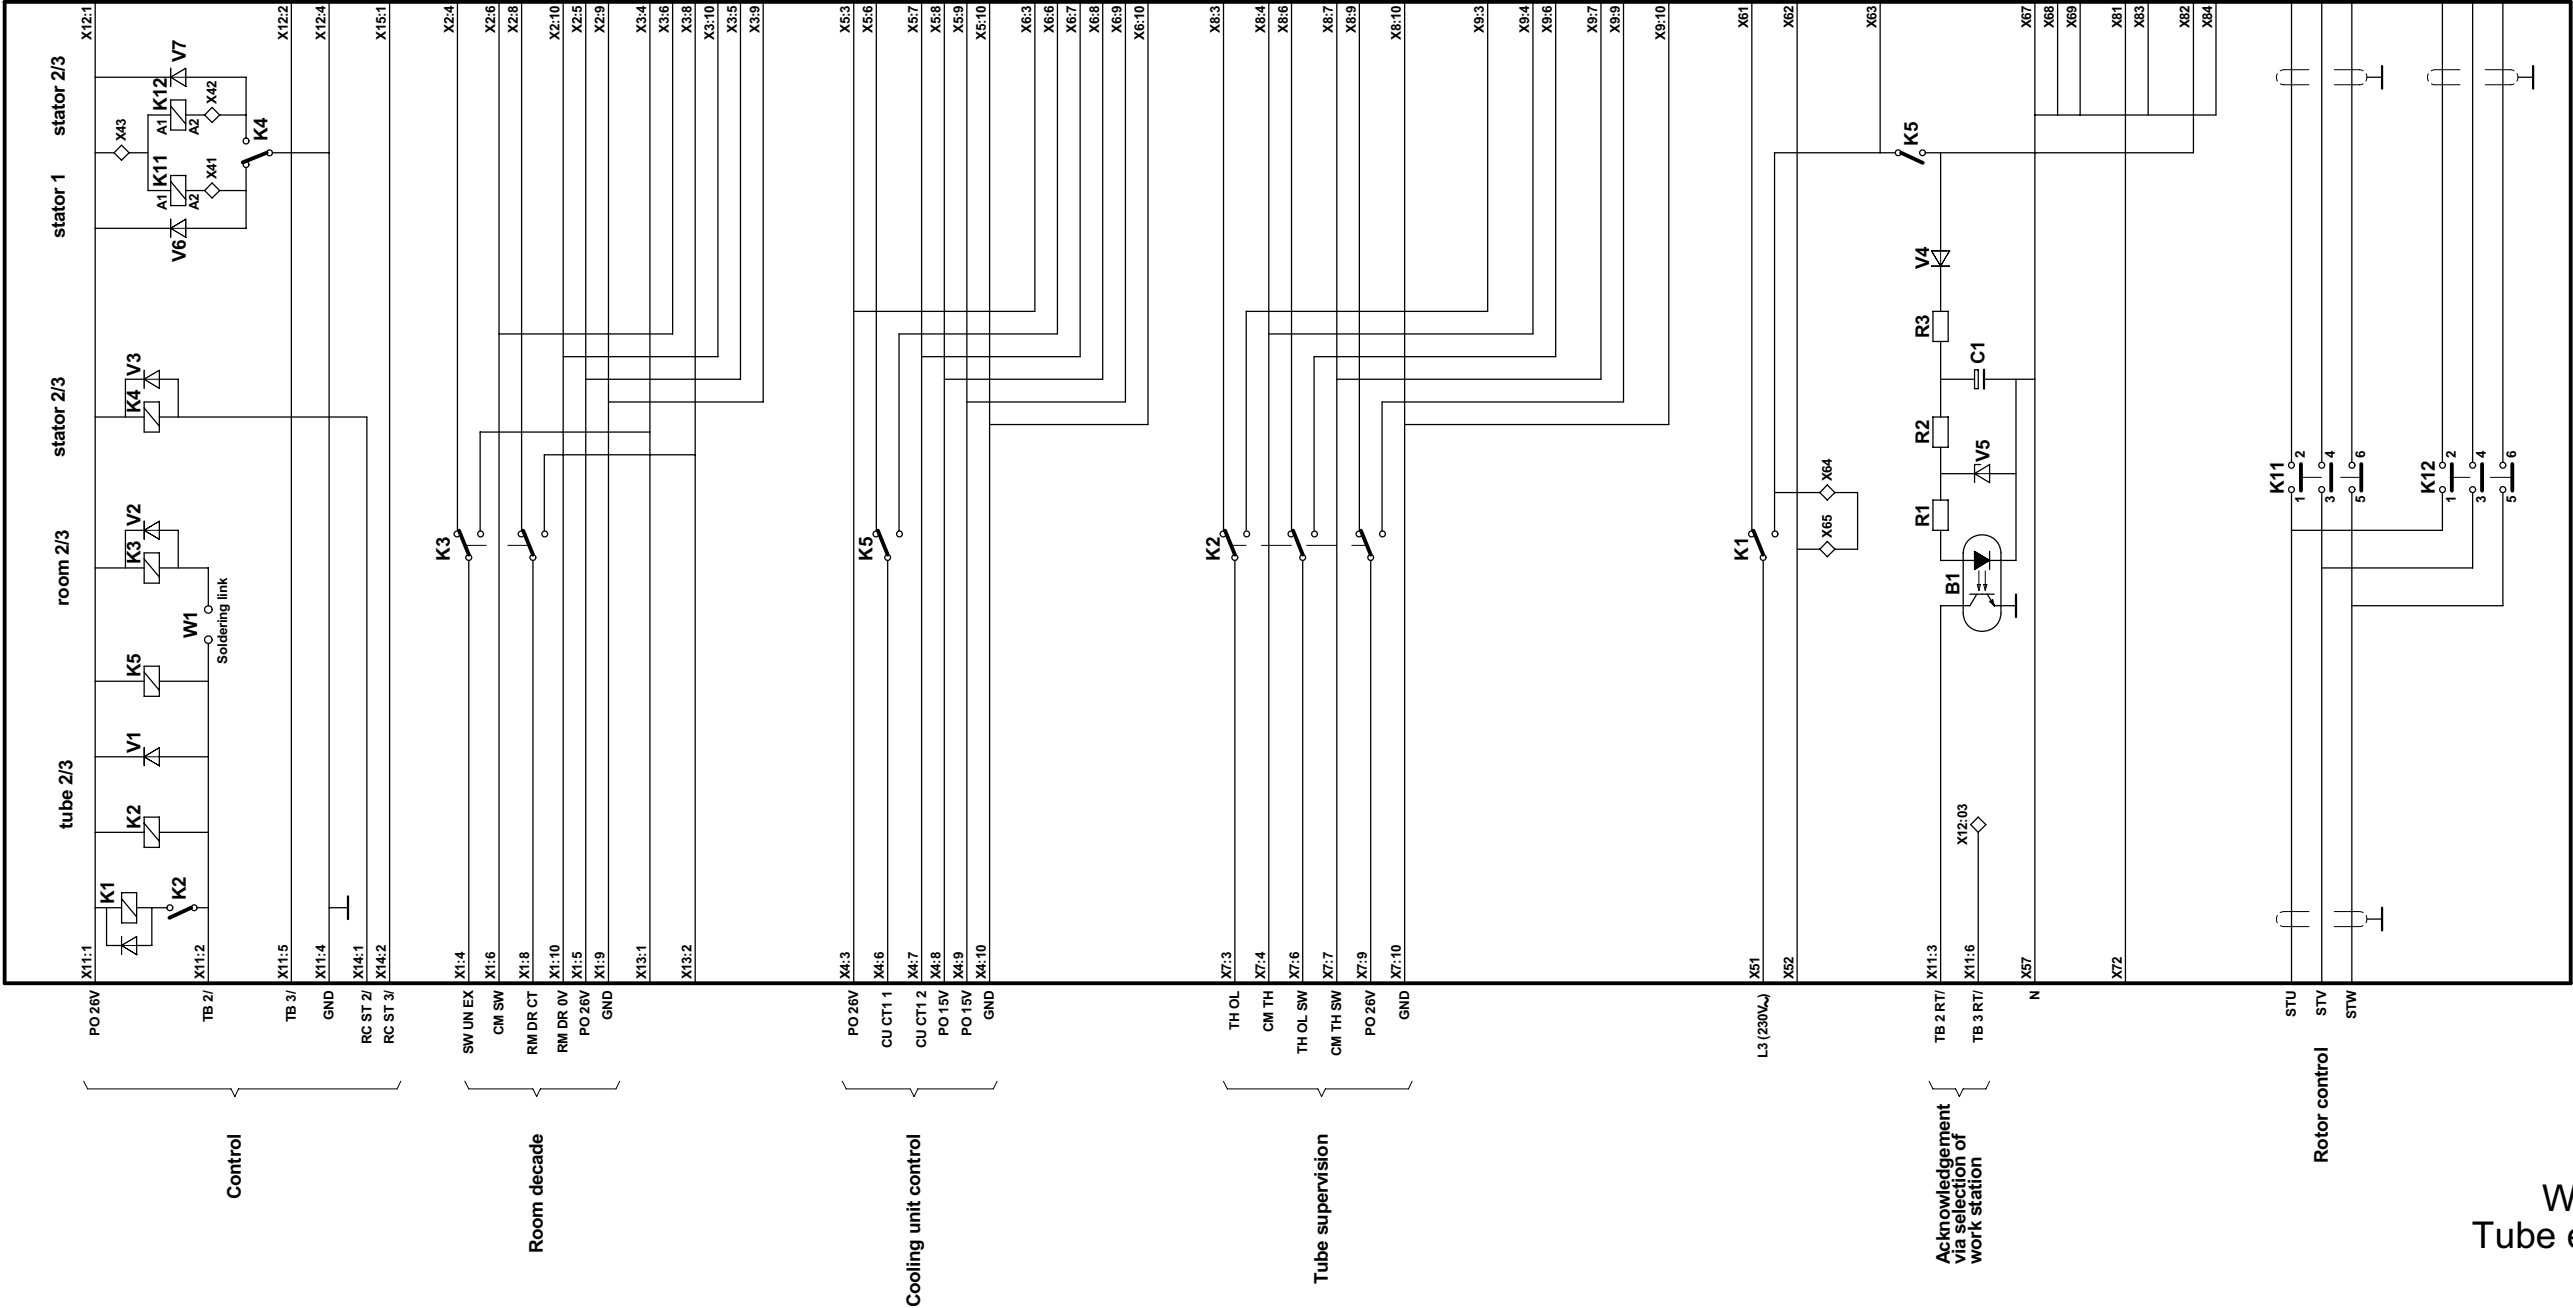 X12:1
X12:2
X12:4
X15:1
X2:4
X2:6
X2:8
X2:10
X2:5
X2:9
X3:4
X3:6
X3:8
X3:10
X3:5
X3:9
X5:3
X5:6
X5:7
X5:8
X5:9
X5:10
X6:3
X6:6
X6:7
X6:8
X6:9
X6:10
X8:3
X8:4
X8:6
X8:7
X8:9
X8:10
X9:3
X9:4
X9:6
X9:7
X9:9
X9:10
X61
X62
X63
X67
X68
X69
X81
X83
X82
X84
stator 2/3
V7
K12
A1
A2
X42
X43
K4
stator 1
K11
A1
A2
X41
V6
stator 2/3
V3
K4
room 2/3
V2
K3
W1
Soldering link
K5
V1
tube 2/3
K2
K1
K2
K3
K5
K2
K1
X64
X65
K5
V4
R3
C1
R2
V5
R1
B1
X12:03
K11
1
2
3
4
5
6
K12
1
2
3
4
5
6
X11:1
X11:2
X11:5
X11:4
X14:1
X14:2
X1:4
X1:6
X1:8
X1:10
X1:5
X1:9
X13:1
X13:2
X4:3
X4:6
X4:7
X4:8
X4:9
X4:10
X7:3
X7:4
X7:6
X7:7
X7:9
X7:10
X51
X52
X11:3
X11:6
X57
X72
PO 26V
TB 2/
TB 3/
GND
RC ST 2/
RC ST 3/
SW UN EX
CM SW
RM DR CT
RM DR 0V
PO 26V
GND
PO 26V
CU CT1 1
CU CT1 2
PO 15V
PO 15V
GND
TH OL
CM TH
TH OL SW
CM TH SW
PO 26V
GND
L3 (230V~)
TB 2 RT/
TB 3 RT/
N
STU
STV
STW
Control
Room decade
Cooling unit control
Tube supervision
Acknowledgement
via selection of
work station
Rotor control
Tube